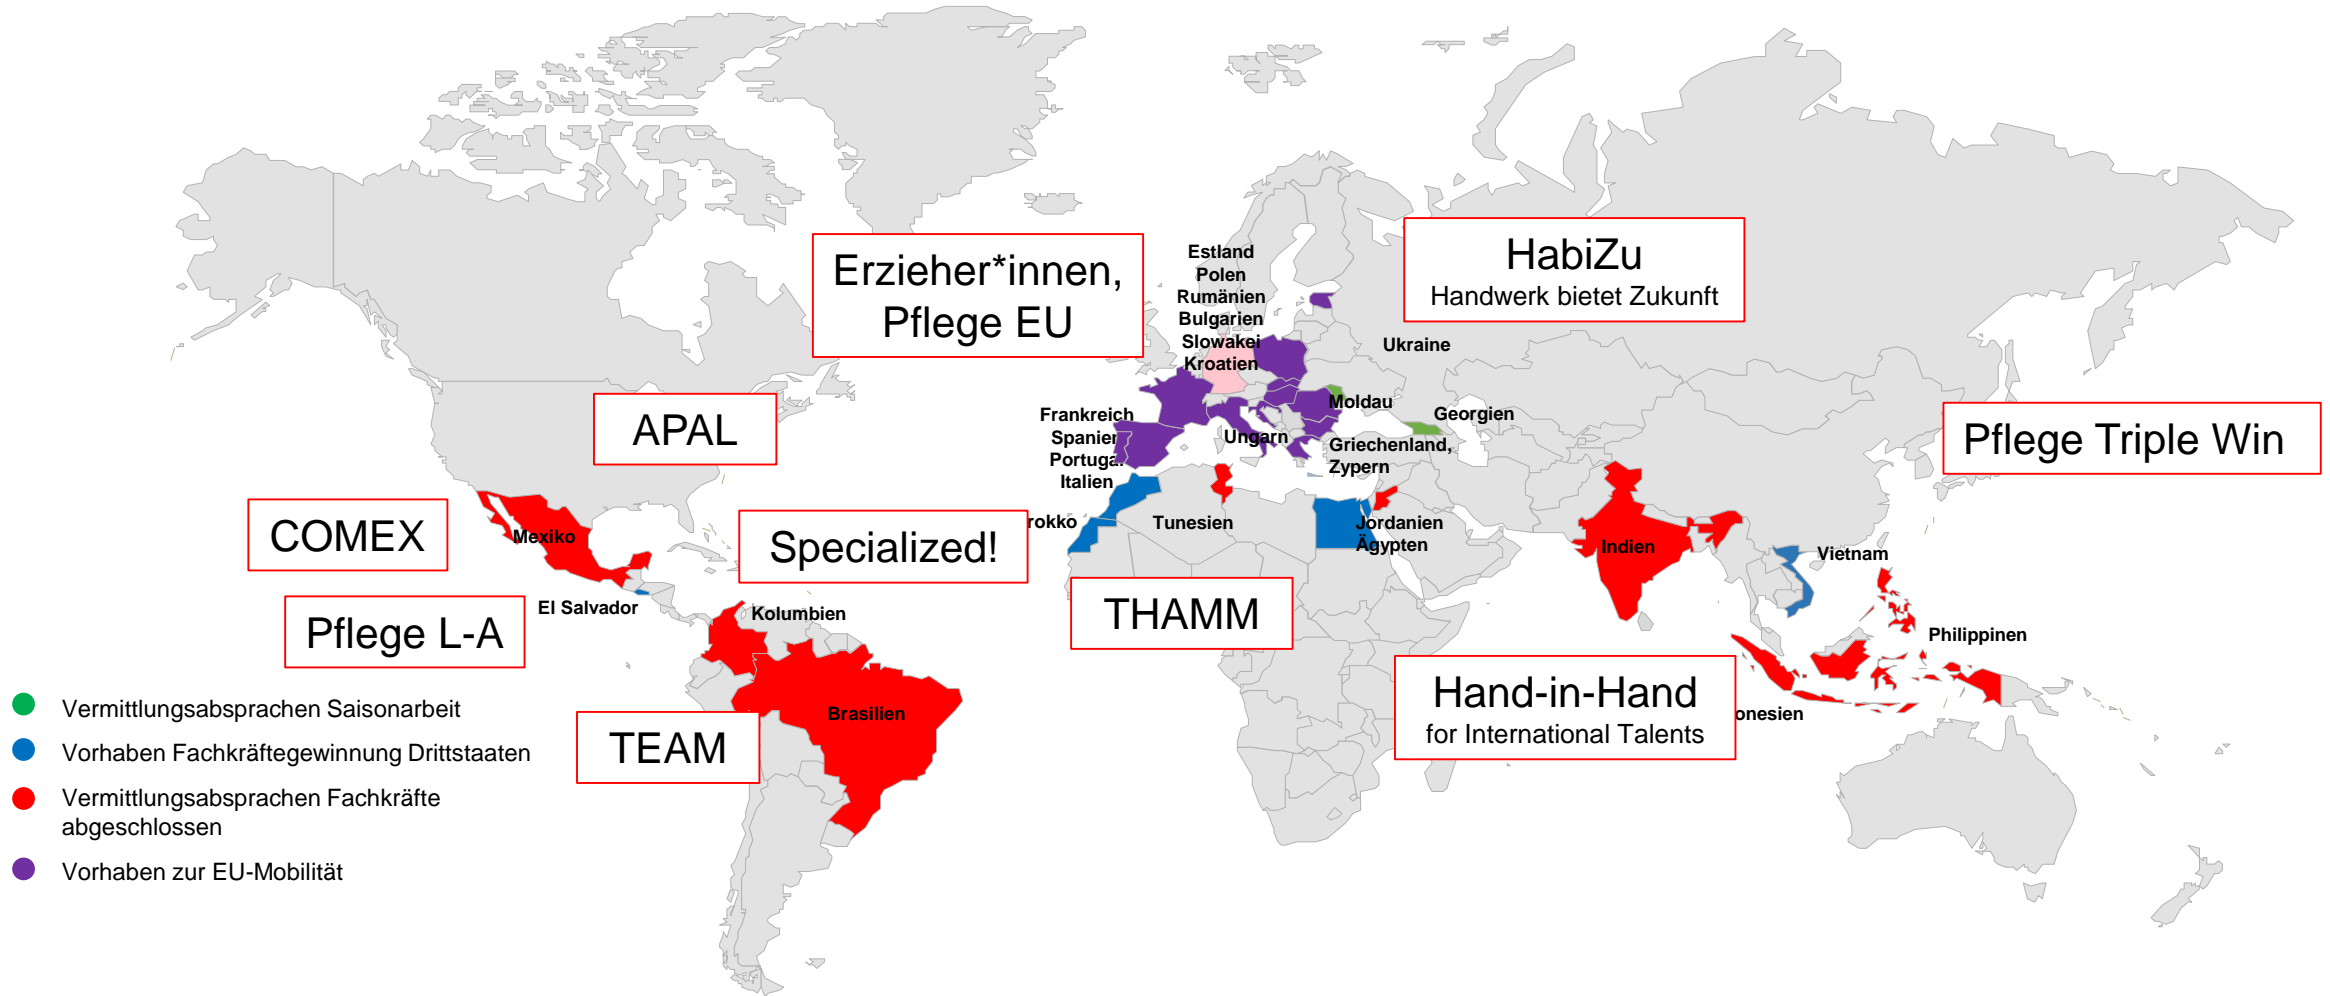 Erzieher*innen,
Pflege EU
Estland
Polen
Rumänien
Bulgarien
Slowakei
Kroatien
HabiZu
Handwerk bietet Zukunft
Ukraine
APAL
Frankreich
Spanien
Portugal
Italien
Ungarn
Moldau
Georgien
Griechenland,
Zypern
Pflege Triple Win
COMEX
Mexiko
Specialized!
rokko
Tunesien
Jordanien
Ägypten
Indien
Vietnam
Pflege L-A
El Salvador
Kolumbien
THAMM
Philippinen
Hand-in-Hand
for International Talents
onesien
Brasilien
TEAM
Vermittlungsabsprachen Saisonarbeit
Vorhaben Fachkräftegewinnung Drittstaaten
Vermittlungsabsprachen Fachkräfte
abgeschlossen
Vorhaben zur EU-Mobilität